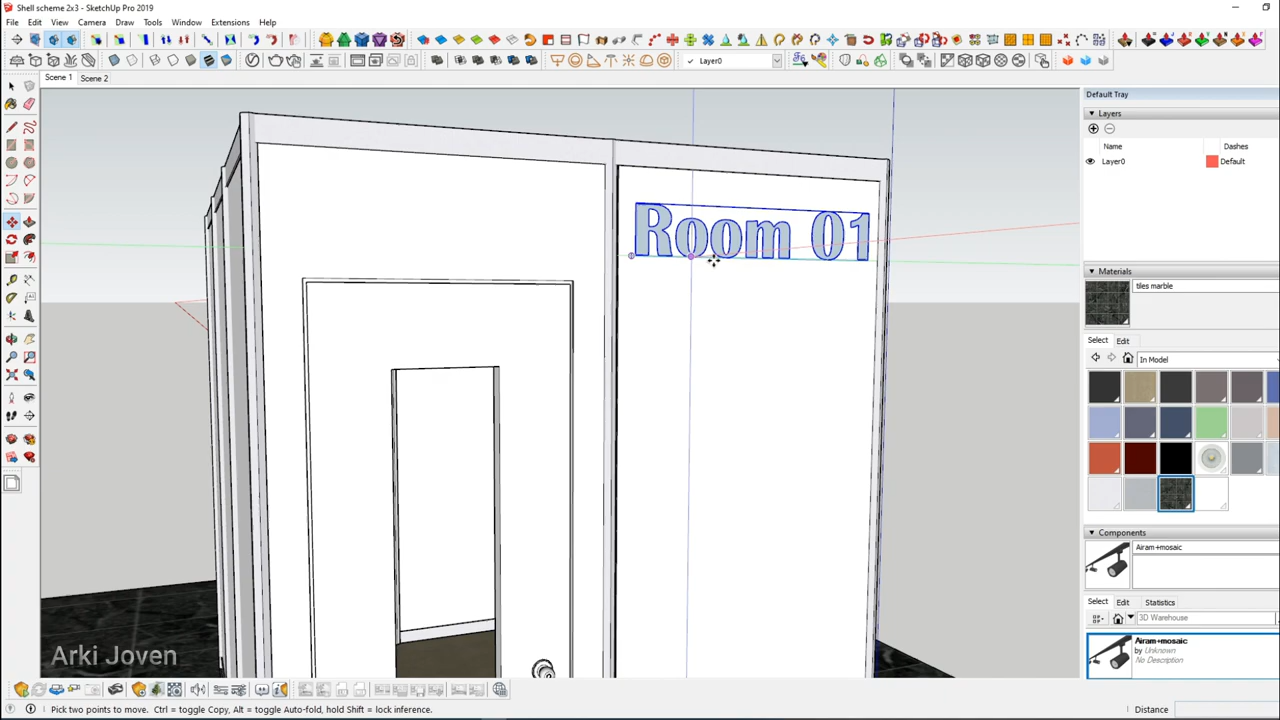 Shell scheme 2x3 - SketchUp Pro 2019
File Edit View Camera Draw Tools Window Extensions Help
Layer0
Scene 1 Scene 2
Default Tray
Layers
Name Dashes
Layer0 Default
Room 01
Materials
tiles marble
Select Edit
In Model
Components
Airam+mosaic
Select Edit Statistics
3D Warehouse
Airam+mosaic
by Unknown
No Description
Arki Joven
Pick two points to move. Ctrl = toggle Copy, Alt = toggle Auto-fold, hold Shift = lock inference.
Distance